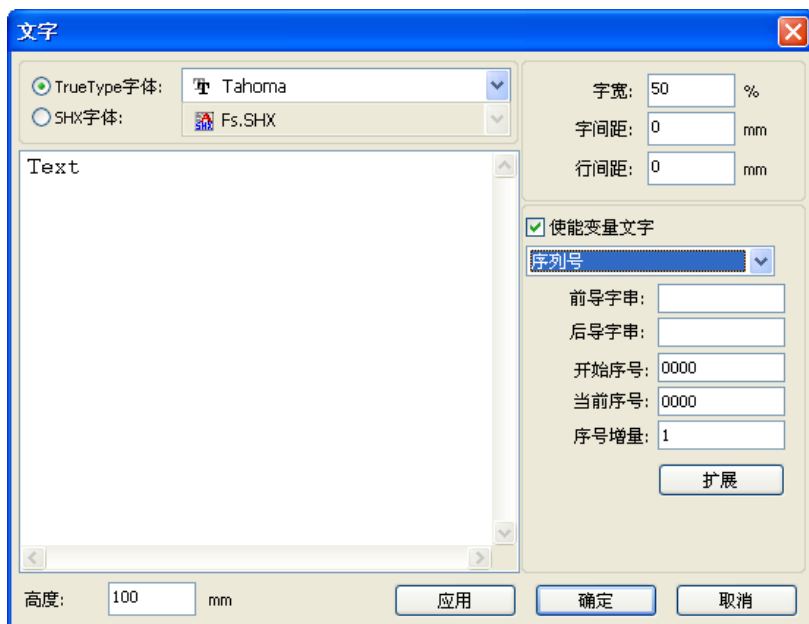 文字
TrueType字体:
Tahoma
SHX字体:
Fs.SHX
Text
字宽: 50 %
字间距: 0 mm
行间距: 0 mm
使能变量文字
序列号
前导字串:
后导字串:
开始序号: 0000
当前序号: 0000
序号增量: 1
扩展
高度: 100 mm
应用
确定
取消